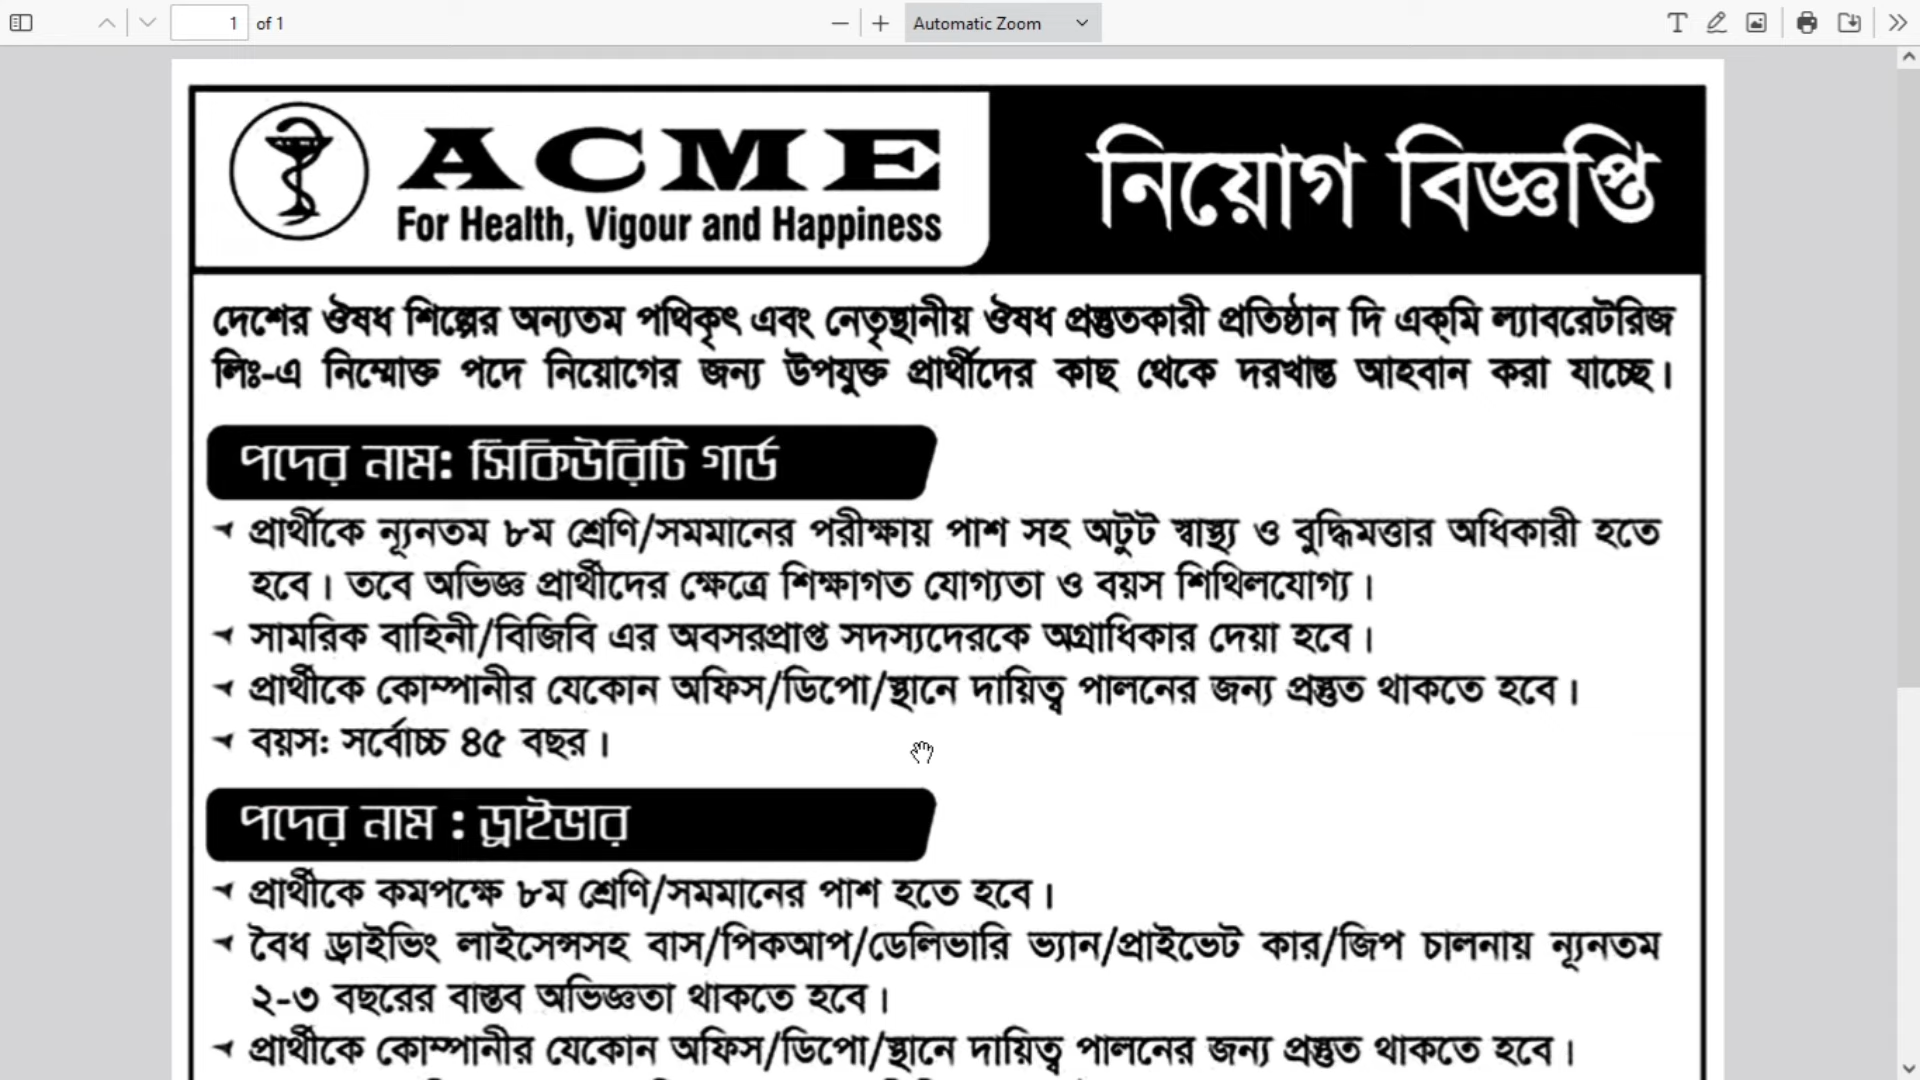 1 of 1 Automatic Zoom
ACME
For Health, Vigour and Happiness
নিয়োগ বিজ্ঞপ্তি
দেশের ঔষধ শিল্পের অন্যতম পথিকৃৎ এবং নেতৃস্থানীয় ঔষধ প্রস্তুতকারী প্রতিষ্ঠান দি একমি ল্যাবরেটরিজ
লিঃ-এ নিম্মোক্ত পদে নিয়োগের জন্য উপযুক্ত প্রার্থীদের কাছ থেকে দরখাস্ত আহবান করা যাচ্ছে।
পদের নাম: সিকিউরিটি গার্ড
প্রার্থীকে ন্যূনতম ৮ম শ্রেণি/সমমানের পরীক্ষায় পাশ সহ অটুট স্বাস্থ্য ও বুদ্ধিমত্তার অধিকারী হতে
হবে। তবে অভিজ্ঞ প্রার্থীদের ক্ষেত্রে শিক্ষাগত যোগ্যতা ও বয়স শিথিলযোগ্য।
সামরিক বাহিনী/বিজিবি এর অবসরপ্রাপ্ত সদস্যদেরকে অগ্রাধিকার দেয়া হবে।
প্রার্থীকে কোম্পানীর যেকোন অফিস/ডিপো/স্থানে দায়িত্ব পালনের জন্য প্রস্তুত থাকতে হবে।
বয়স: সর্বোচ্চ ৪৫ বছর।
পদের নাম : ড্রাইভার
প্রার্থীকে কমপক্ষে ৮ম শ্রেণি/সমমানের পাশ হতে হবে।
বৈধ ড্রাইভিং লাইসেন্সসহ বাস/পিকআপ/ডেলিভারি ভ্যান/প্রাইভেট কার/জিপ চালনায় ন্যূনতম
২-৩ বছরের বাস্তব অভিজ্ঞতা থাকতে হবে।
প্রার্থীকে কোম্পানীর যেকোন অফিস/ডিপো/স্থানে দায়িত্ব পালনের জন্য প্রস্তুত থাকতে হবে।